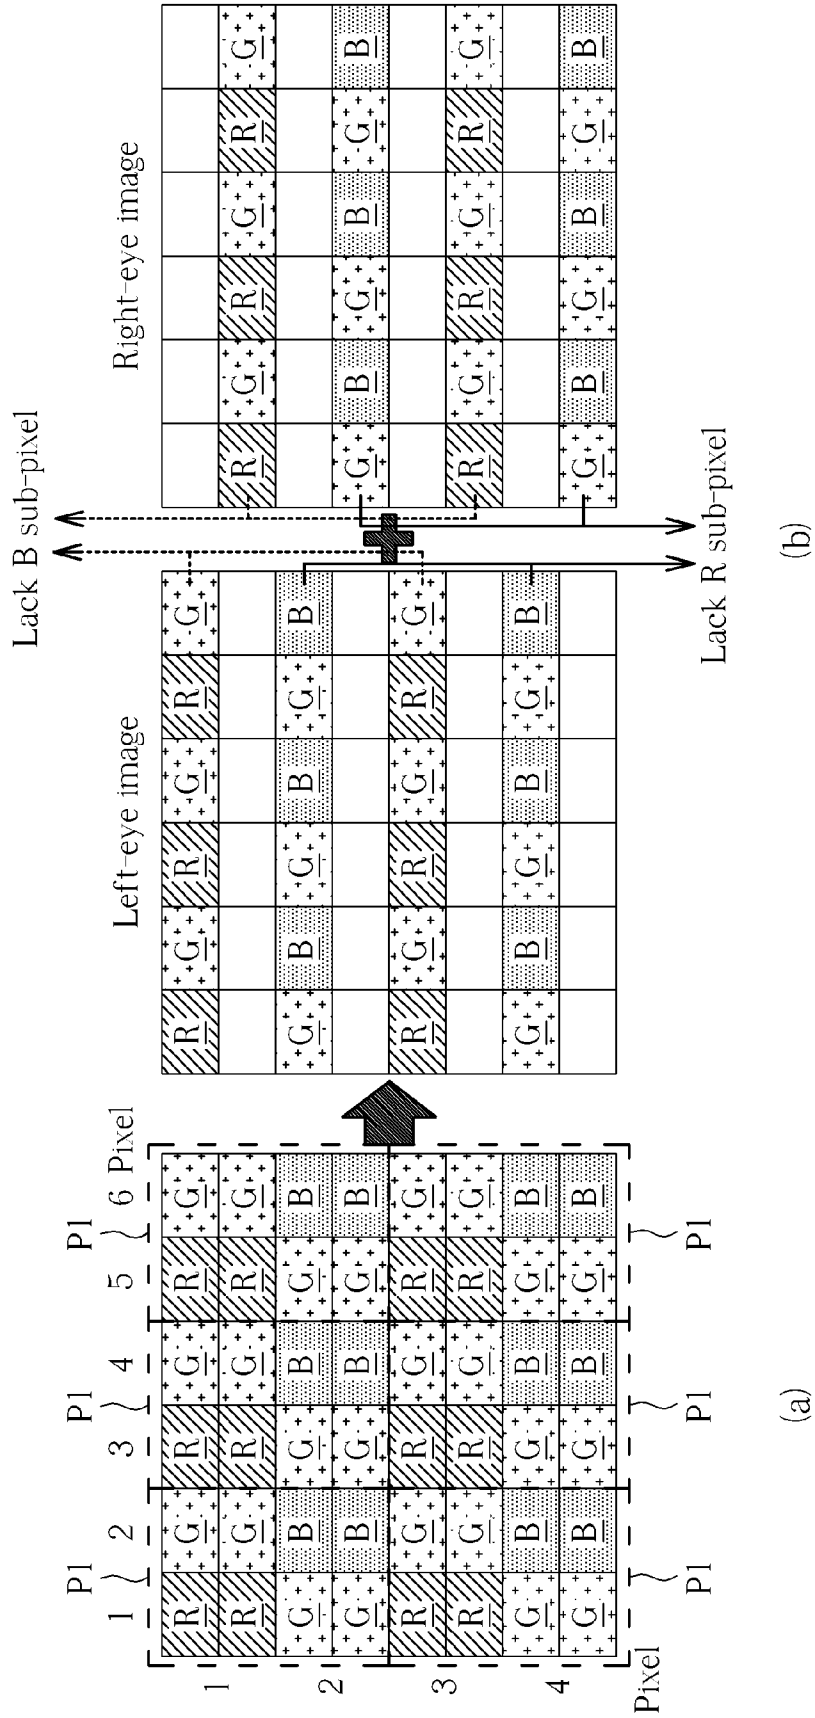 Lack B sub-pixel
P1 P1 P1
1 2 3 4 5 6 Pixel
Left-eye image
Right-eye image
1
R G R G R G
R G R G R G
2
G B G B G B
G B G B G B
3
R G R G R G
R G R G R G
4
G B G B G B
G B G B G B
Pixel
P1 P1 P1
R G R G R G
G B G B G B
R G R G R G
G B G B G B
R G R G R G
G B G B G B
R G R G R G
G B G B G B
Lack R sub-pixel
(a)
(b)